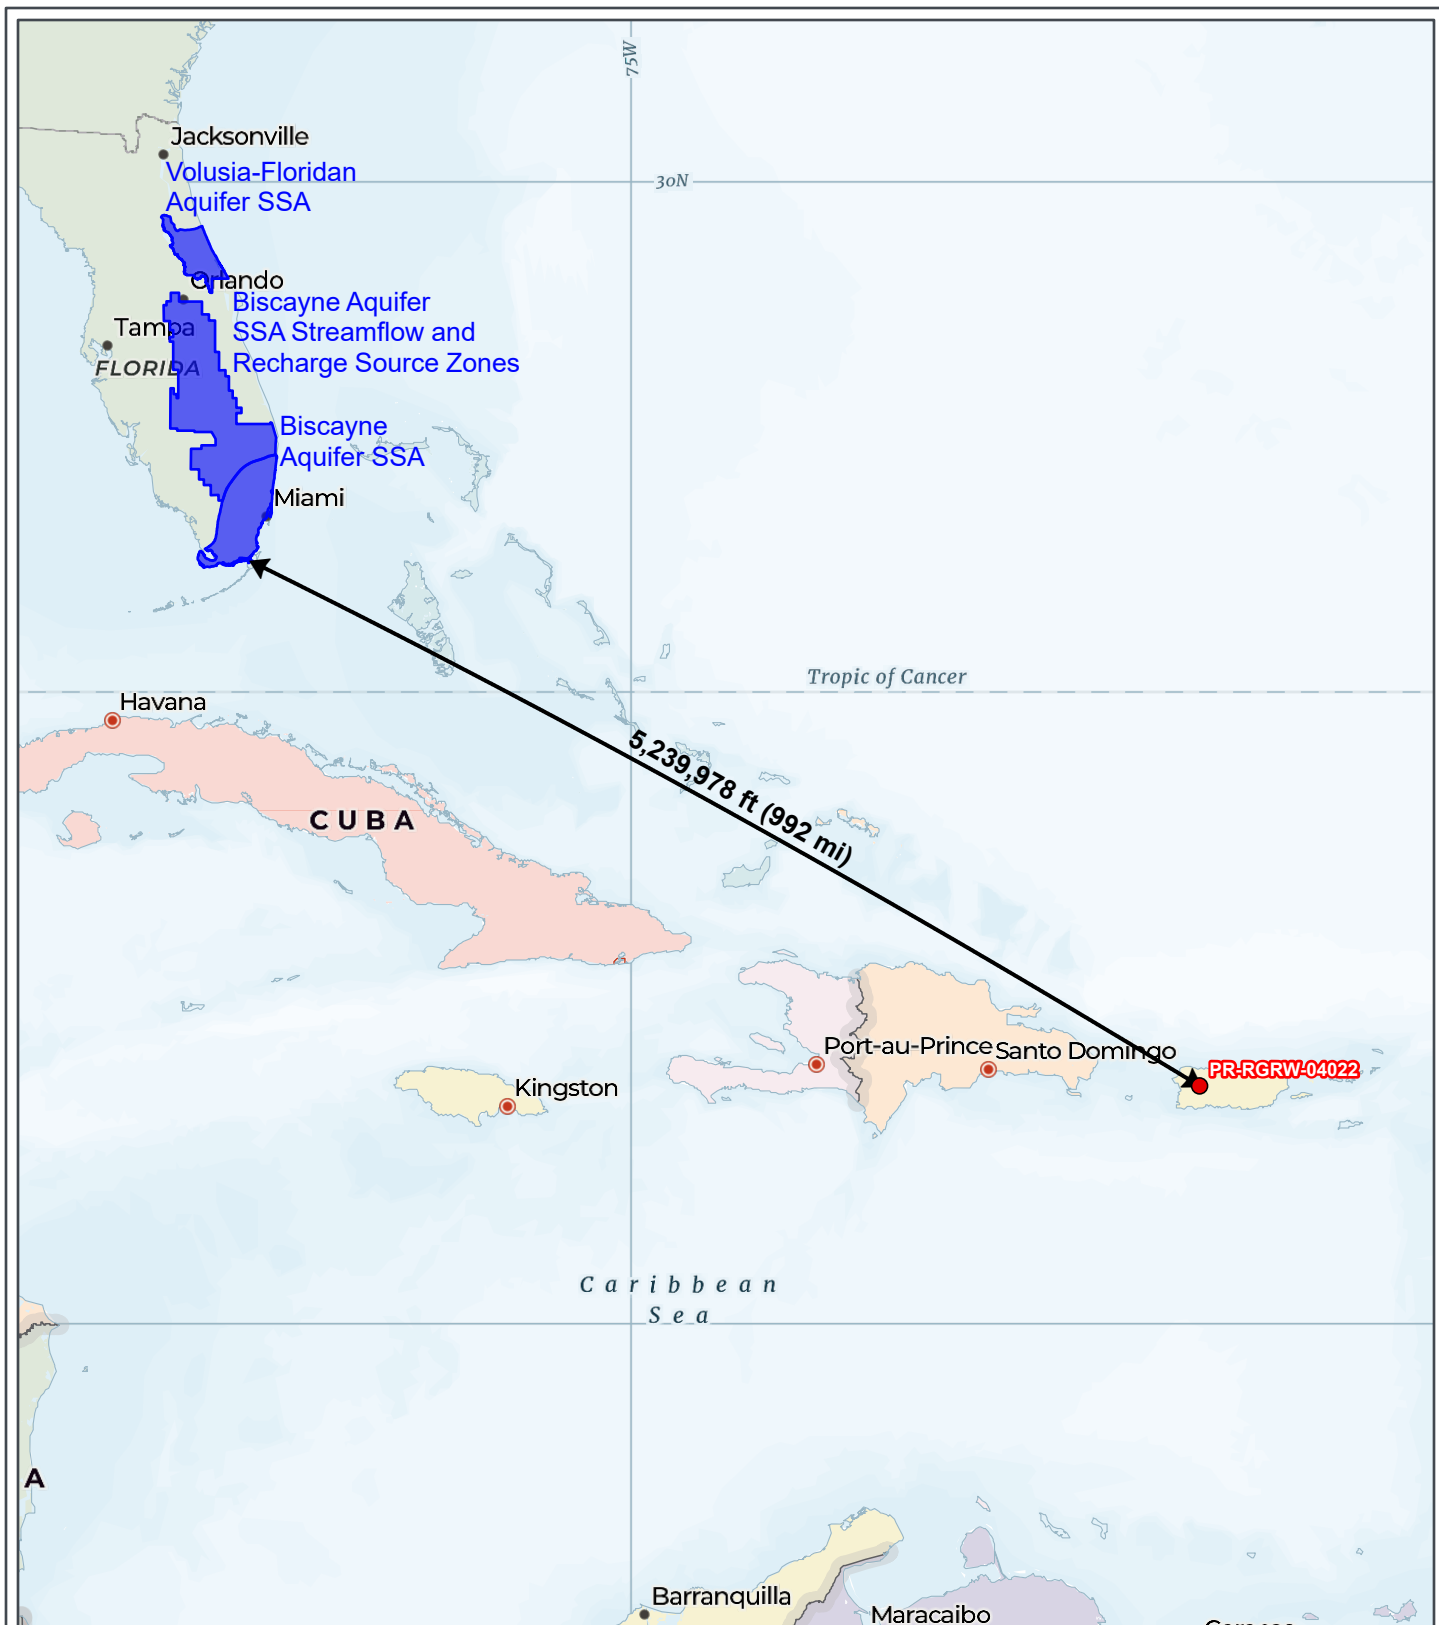 75W
Jacksonville
Volusia-Floridan
Aquifer SSA
30N
Orlando
Biscayne Aquifer
SSA Streamflow and
Recharge Source Zones
Tampa
FLORIDA
Biscayne
Aquifer SSA
Miami
Tropic of Cancer
Havana
5,239,978 ft (992 mi)
CUBA
Port-au-Prince
Santo Domingo
PR-RGRW-04022
Kingston
Caribbean
Sea
A
Barranquilla
Maracaibo